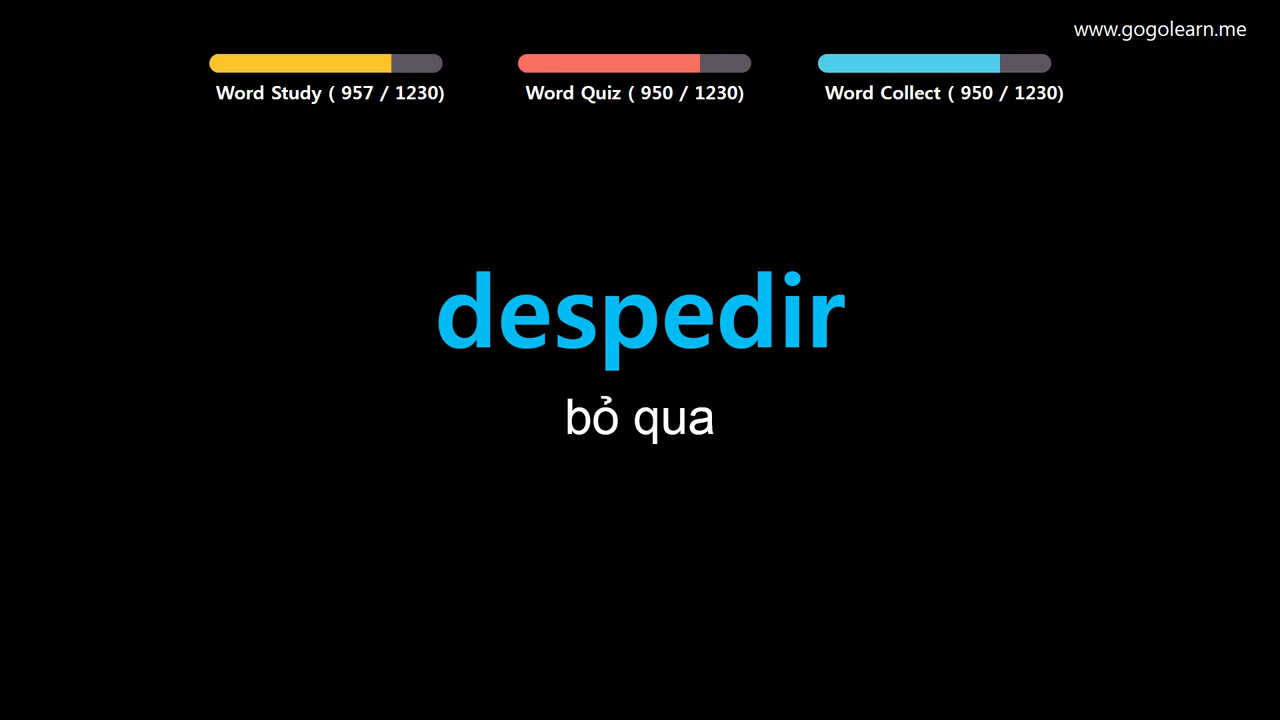 www.gogolearn.me
Word Study ( 957 / 1230)
Word Quiz ( 950 / 1230)
Word Collect ( 950 / 1230)
despedir
bỏ qua